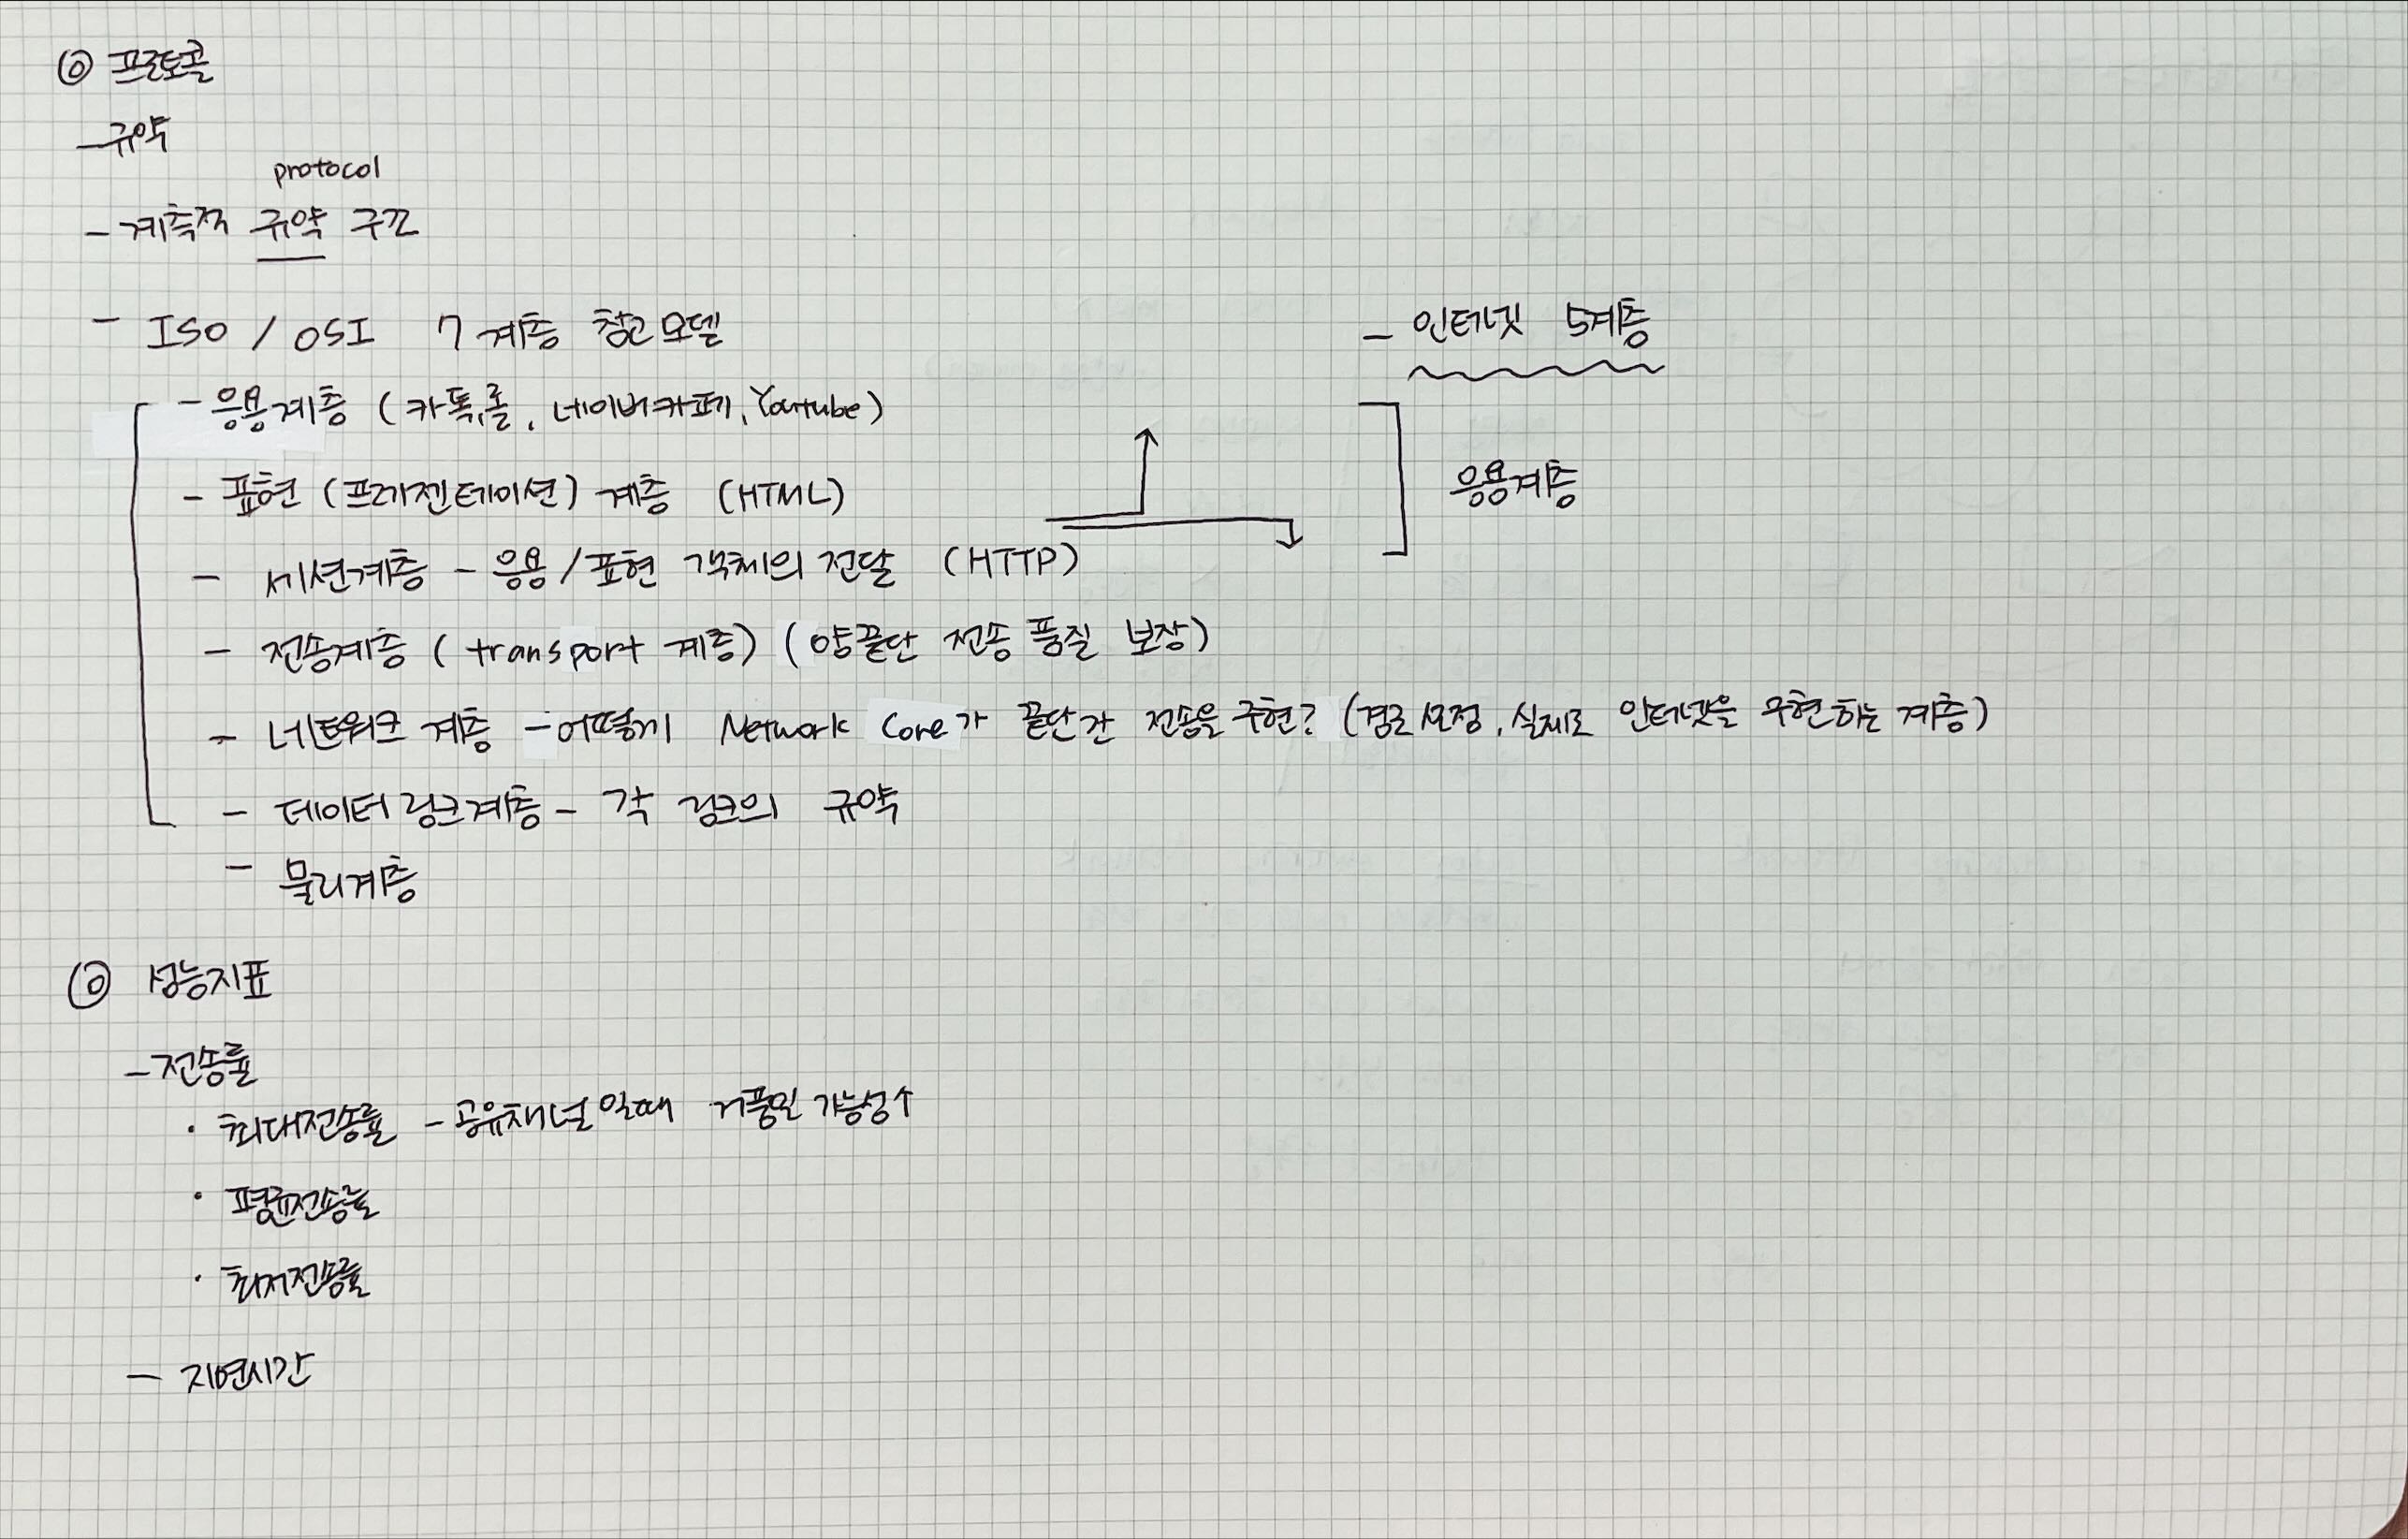 ◎ 프로토콜
- 규약
protocol
- 계층적 규약 구조
- ISO / OSI 7 계층 참고모델
- 인터넷 5계층
- 응용계층 (카톡, 롤, 네이버카페, Youtube)
- 표현 (프레젠테이션) 계층 (HTML)
응용계층
- 세션계층 - 응용/표현 객체의 전달 (HTTP)
- 전송계층 (transport 계층) (양끝단 전송 품질 보장)
- 네트워크 계층 - 어떻게 Network Core가 끝단간 전송을 구현? (경로설정, 실제로 인터넷을 구현하는 계층)
- 데이터 링크계층 - 각 링크의 규약
- 물리계층
◎ 성능지표
- 전송률
· 최대전송률 - 공유채널일때 거품일 가능성↑
· 평균전송률
· 최저전송률
- 지연시간